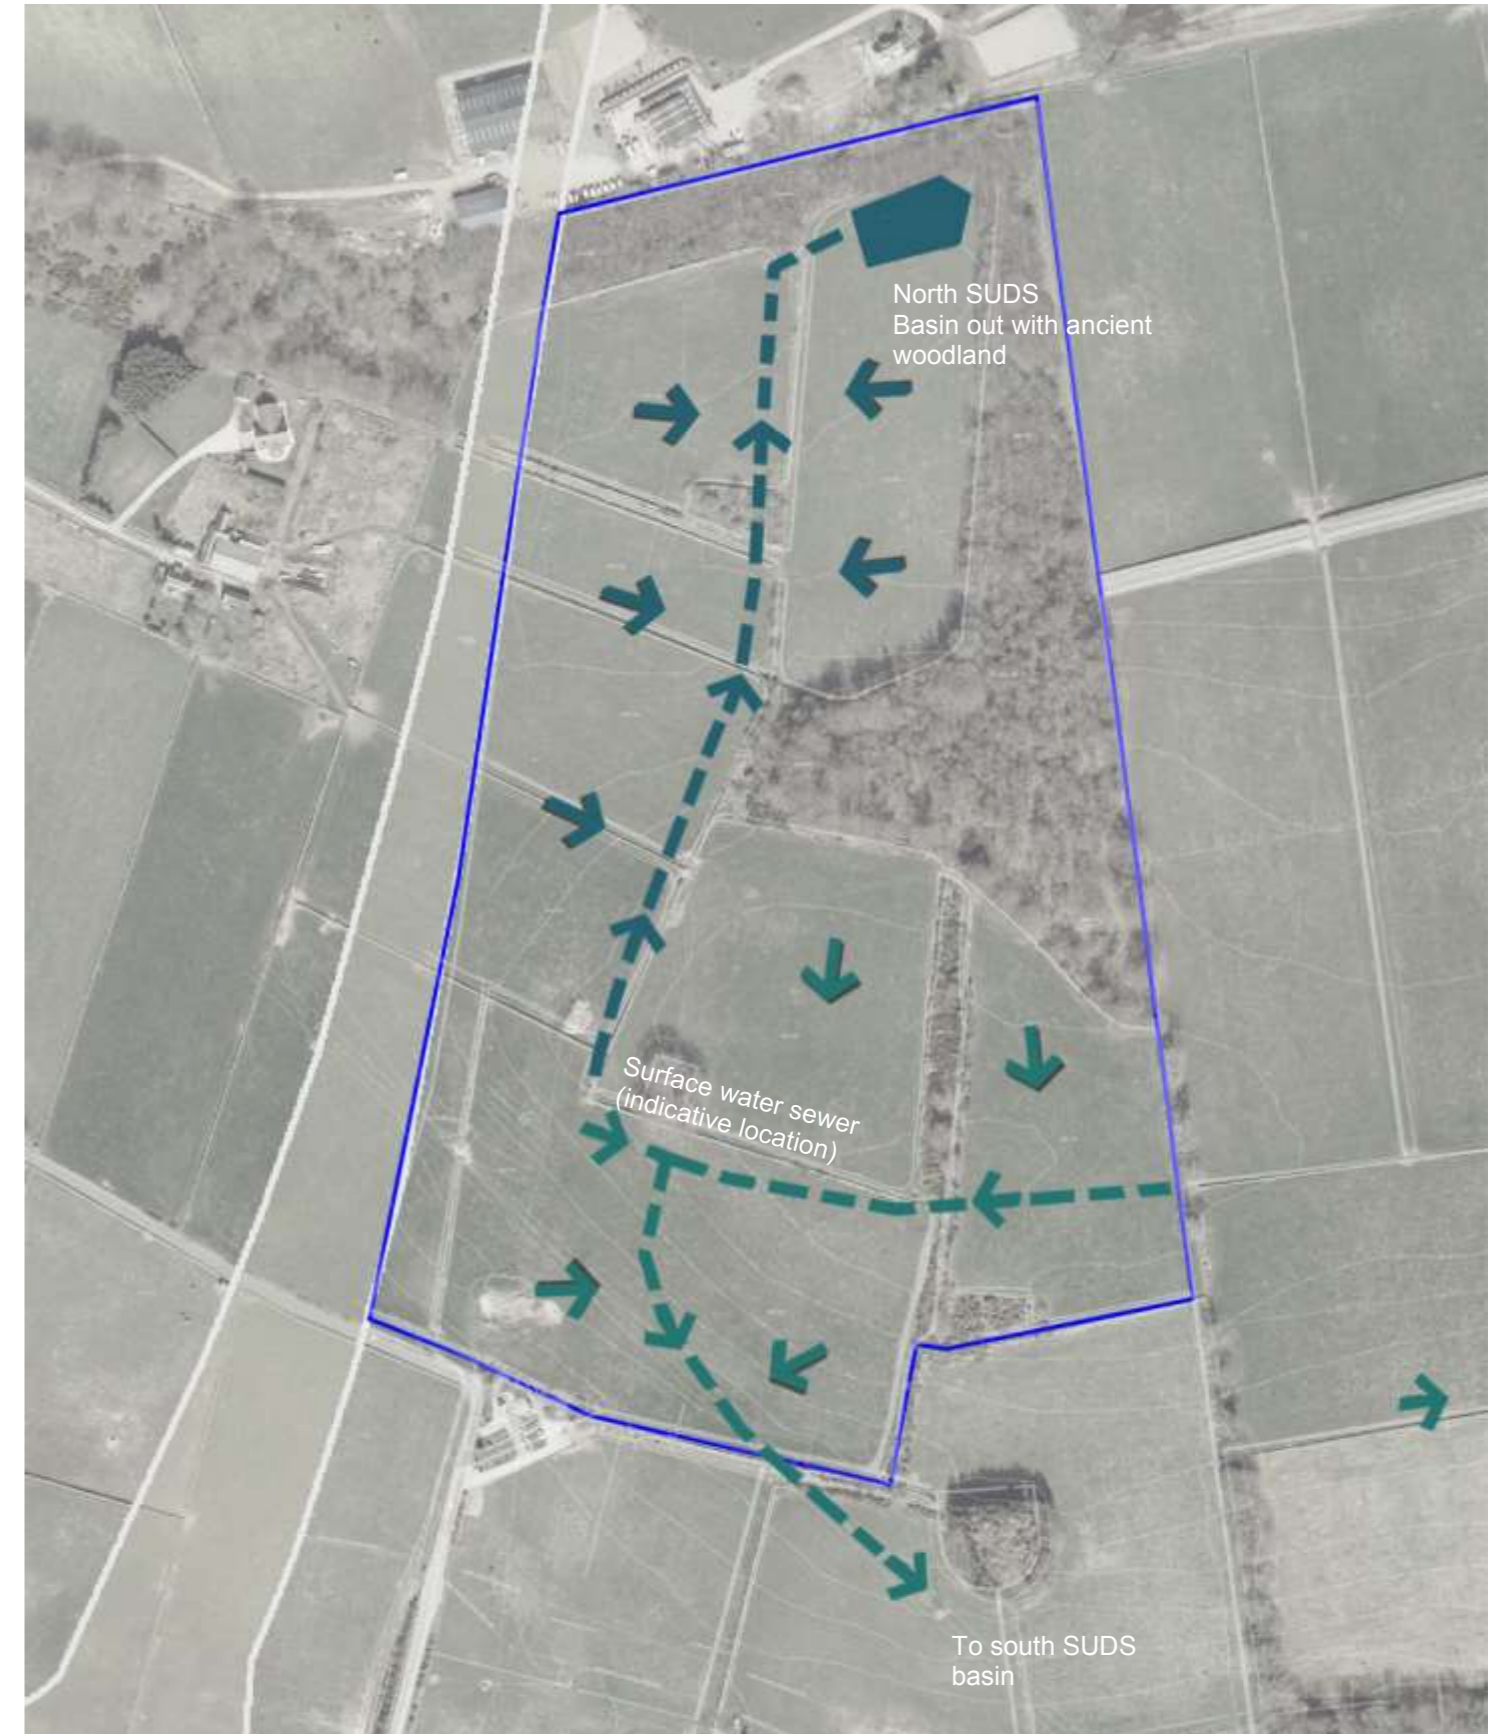 North SUDS
Basin out with ancient
woodland
Surface water sewer
(indicative location)
To south SUDS
basin